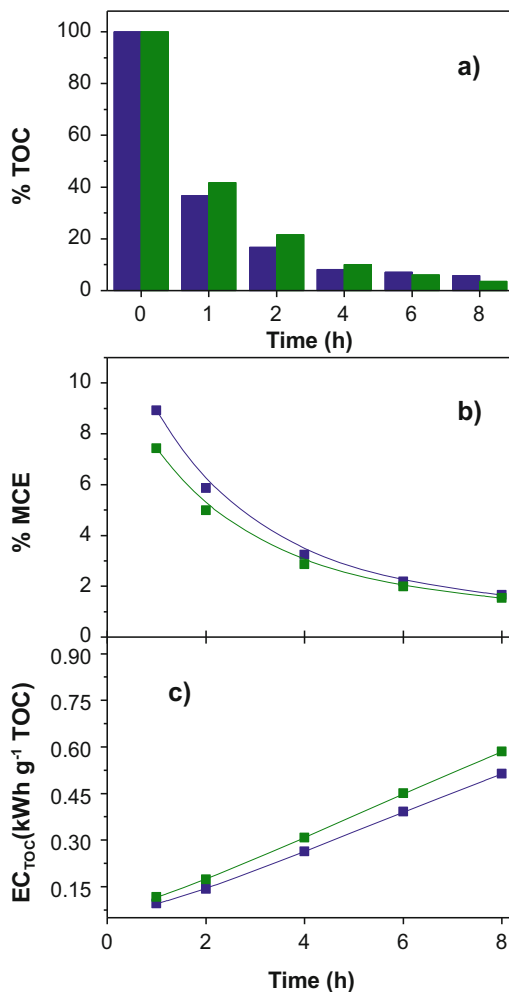 100
80
60
40
20
0
% TOC
a)
0 1 2 4 6 8
Time (h)
10
8
6
4
2
0
% MCE
b)
0.90
0.75
0.60
0.45
0.30
0.15
EC_TOC(kWh g⁻¹ TOC)
c)
0 2 4 6 8
Time (h)